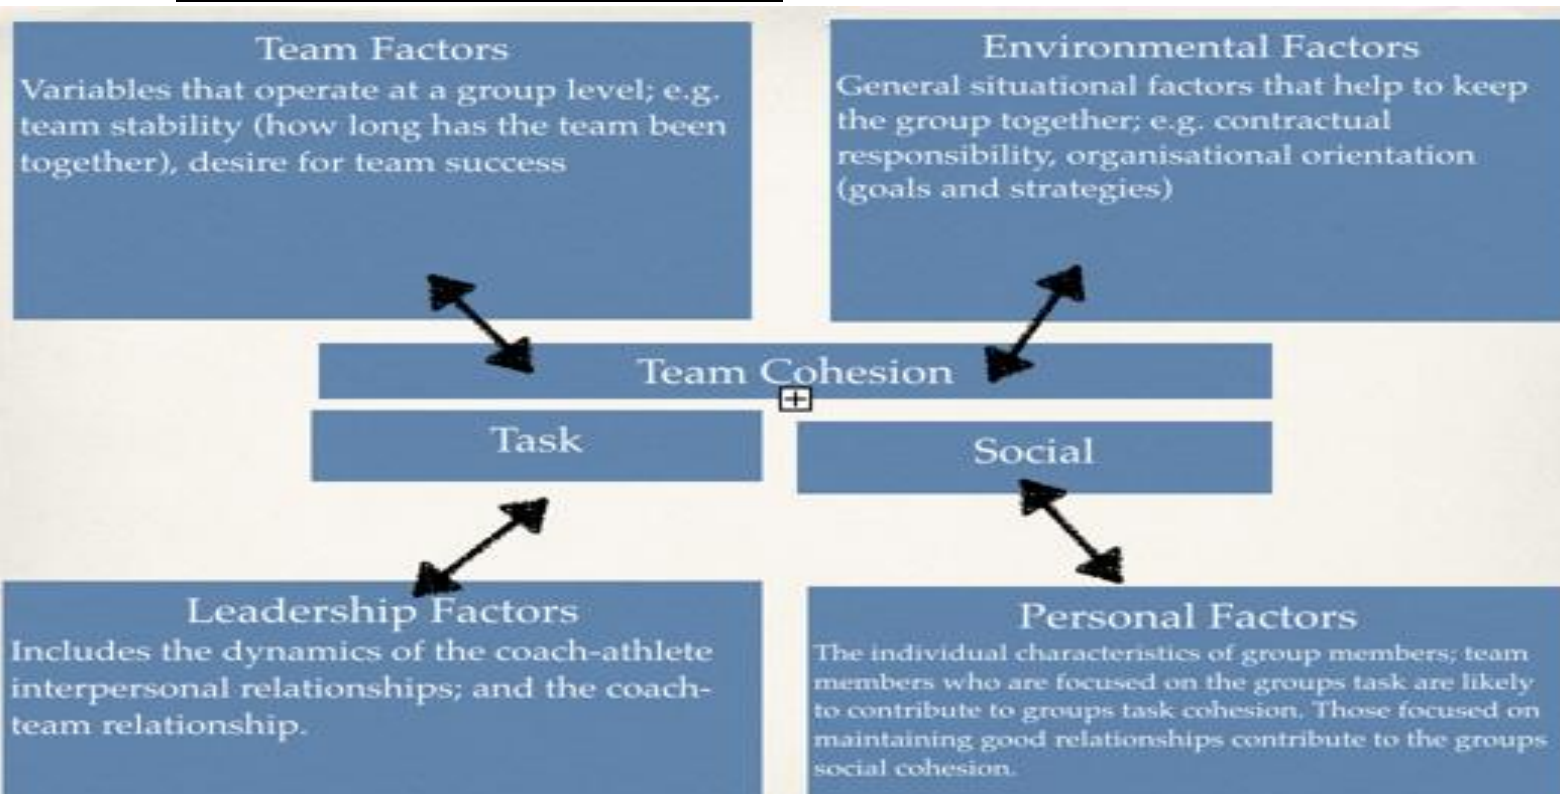 Team Factors
Variables that operate at a group level; e.g.
team stability (how long has the team been
together), desire for team success
Environmental Factors
General situational factors that help to keep
the group together; e.g. contractual
responsibility, organisational orientation
(goals and strategies)
Team Cohesion
Task
Social
Leadership Factors
Includes the dynamics of the coach-athlete
interpersonal relationships; and the coach-
team relationship.
Personal Factors
The individual characteristics of group members; team
members who are focused on the groups task are likely
to contribute to groups task cohesion. Those focused on
maintaining good relationships contribute to the groups
social cohesion.